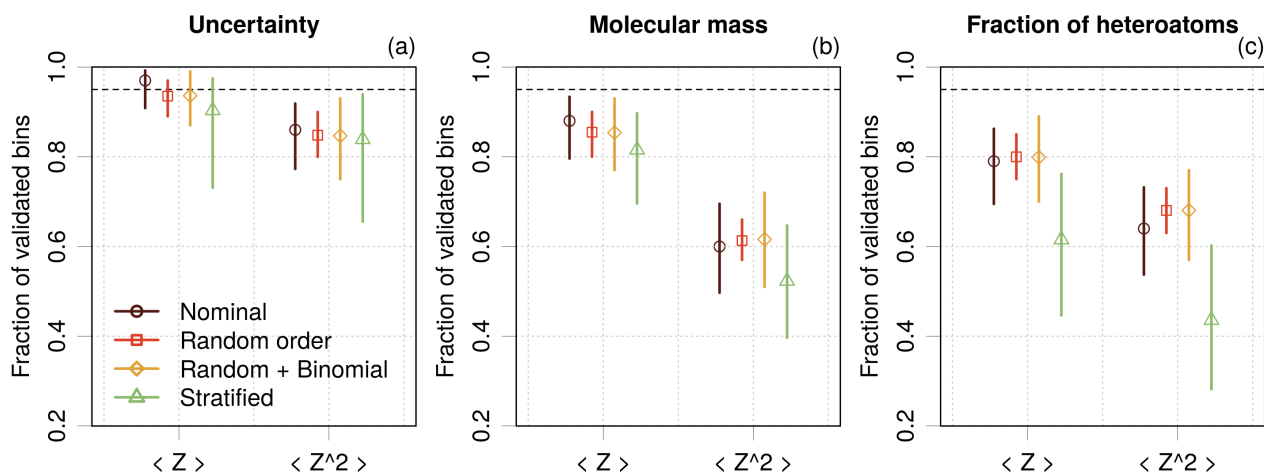 Uncertainty
(a)
Fraction of validated bins
1.0
0.8
0.6
0.4
0.2
Nominal
Random order
Random + Binomial
Stratified
< Z >
< Z^2 >
Molecular mass
(b)
Fraction of validated bins
1.0
0.8
0.6
0.4
0.2
< Z >
< Z^2 >
Fraction of heteroatoms
(c)
Fraction of validated bins
1.0
0.8
0.6
0.4
0.2
< Z >
< Z^2 >